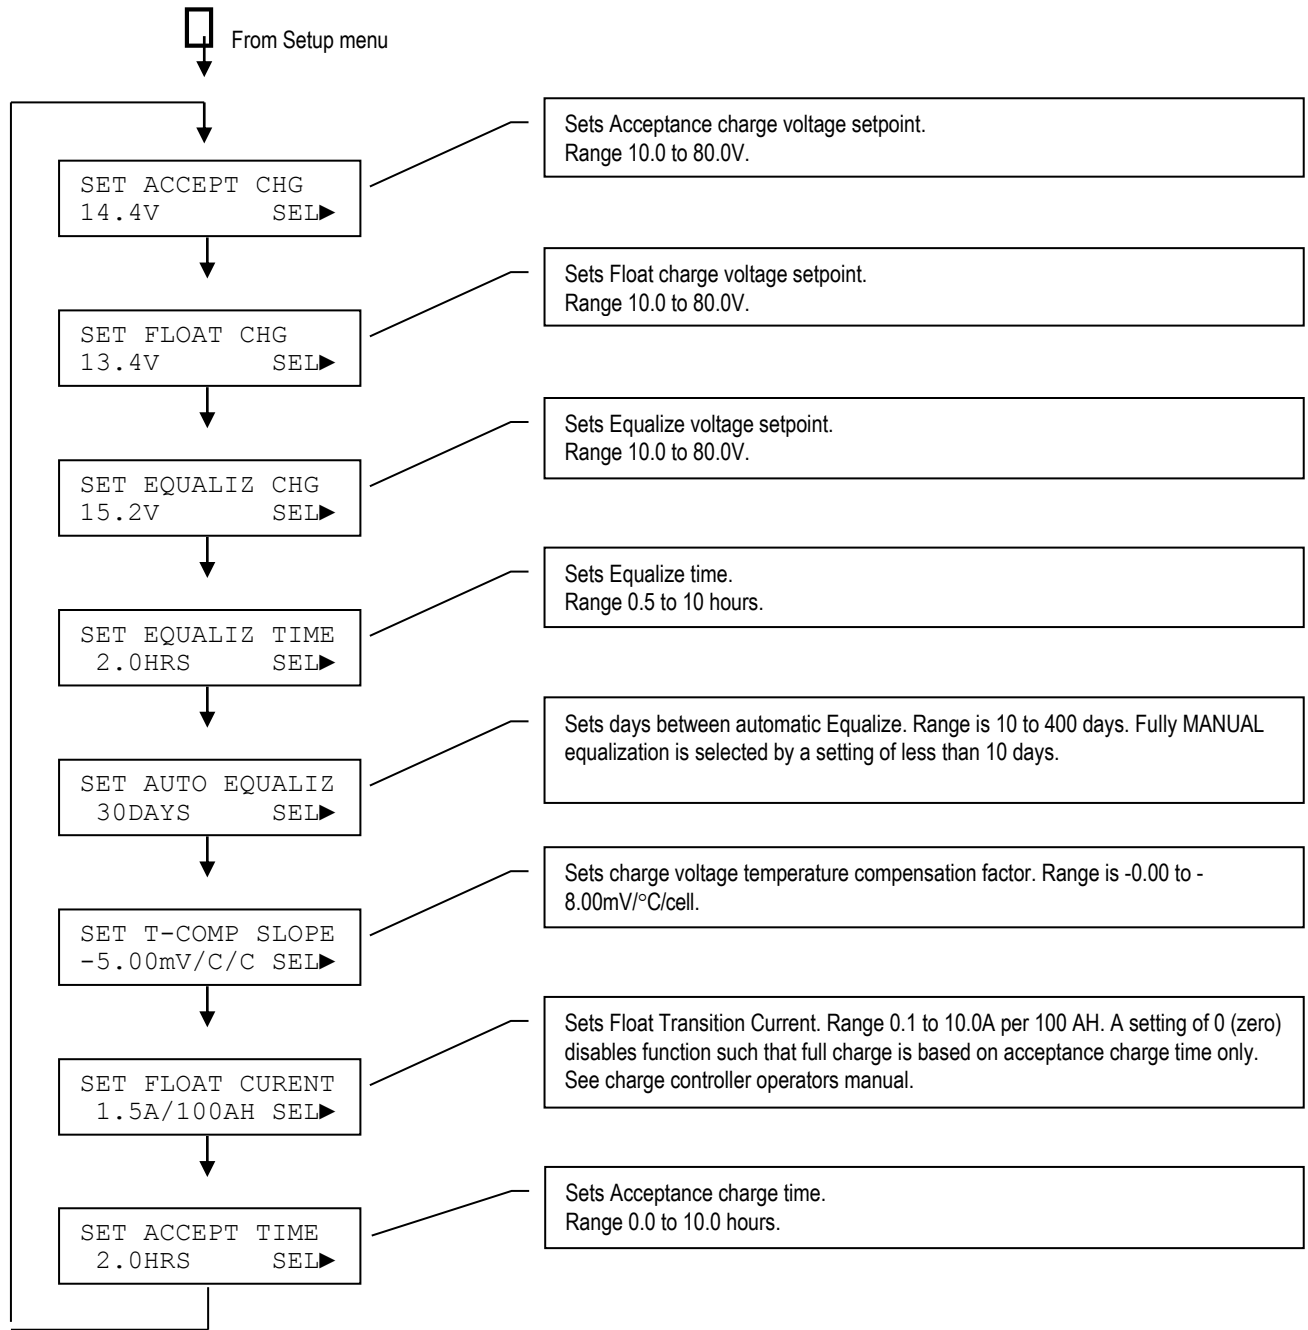 From Setup menu
Sets Acceptance charge voltage setpoint.
Range 10.0 to 80.0V.
SET ACCEPT CHG
14.4V SEL►
Sets Float charge voltage setpoint.
Range 10.0 to 80.0V.
SET FLOAT CHG
13.4V SEL►
Sets Equalize voltage setpoint.
Range 10.0 to 80.0V.
SET EQUALIZ CHG
15.2V SEL►
Sets Equalize time.
Range 0.5 to 10 hours.
SET EQUALIZ TIME
2.0HRS SEL►
Sets days between automatic Equalize. Range is 10 to 400 days. Fully MANUAL
equalization is selected by a setting of less than 10 days.
SET AUTO EQUALIZ
30DAYS SEL►
Sets charge voltage temperature compensation factor. Range is -0.00 to -
8.00mV/°C/cell.
SET T-COMP SLOPE
-5.00mV/C/C SEL►
Sets Float Transition Current. Range 0.1 to 10.0A per 100 AH. A setting of 0 (zero)
disables function such that full charge is based on acceptance charge time only.
See charge controller operators manual.
SET FLOAT CURENT
1.5A/100AH SEL►
Sets Acceptance charge time.
Range 0.0 to 10.0 hours.
SET ACCEPT TIME
2.0HRS SEL►